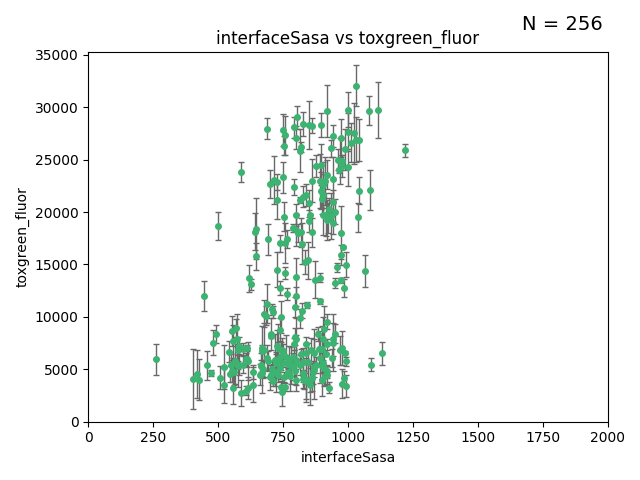 N = 256
interfaceSasa vs toxgreen_fluor
toxgreen_fluor
35000
30000
25000
20000
15000
10000
5000
0
0 250 500 750 1000 1250 1500 1750 2000
interfaceSasa